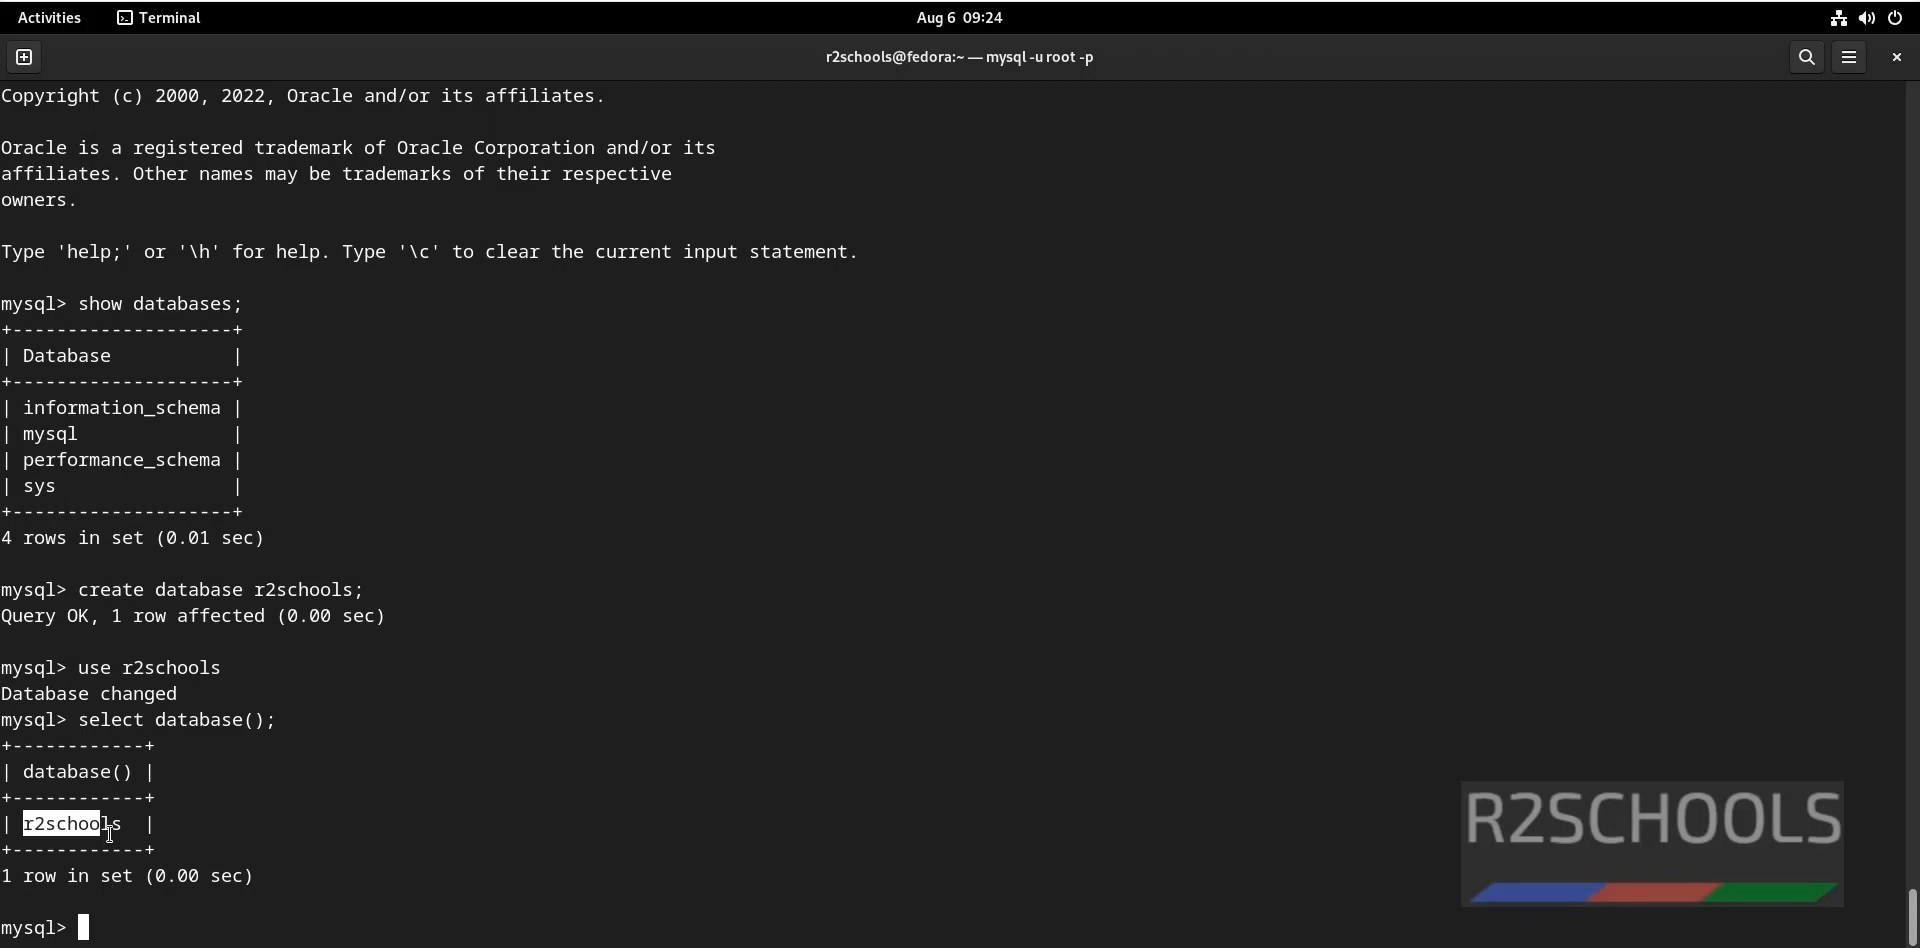 Activities Terminal Aug 6 09:24
r2schools@fedora:~ — mysql -u root -p
Copyright (c) 2000, 2022, Oracle and/or its affiliates.
Oracle is a registered trademark of Oracle Corporation and/or its
affiliates. Other names may be trademarks of their respective
owners.
Type 'help;' or '\h' for help. Type '\c' to clear the current input statement.
mysql> show databases;
+--------------------+
| Database           |
+--------------------+
| information_schema |
| mysql              |
| performance_schema |
| sys                |
+--------------------+
4 rows in set (0.01 sec)
mysql> create database r2schools;
Query OK, 1 row affected (0.00 sec)
mysql> use r2schools
Database changed
mysql> select database();
+------------+
| database() |
+------------+
| r2schools  |
+------------+
1 row in set (0.00 sec)
mysql>
R2SCHOOLS